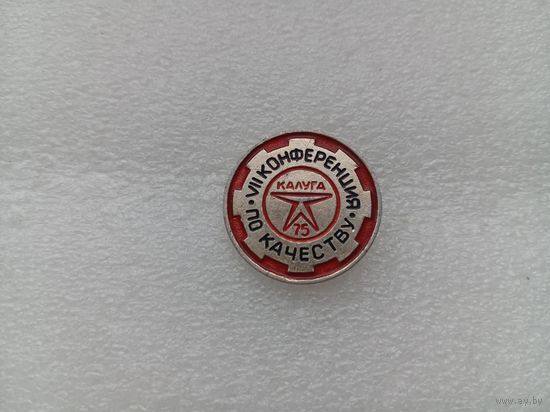 VII КОНФЕРЕНЦИЯ
ПО КАЧЕСТВУ
КАЛУГА
75
www.ay.by